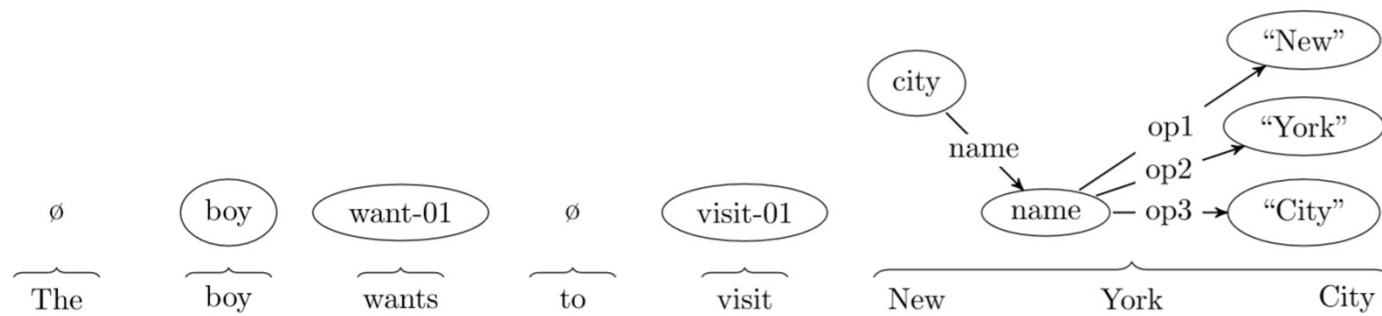 “New”
city
op1
“York”
name
op2
ø boy want-01 ø visit-01 name op3 “City”
The boy wants to visit New York City